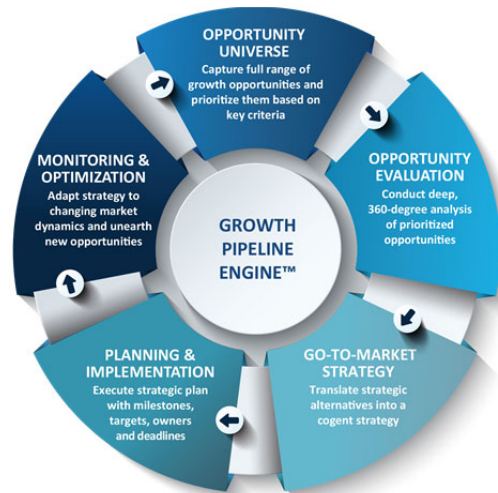 OPPORTUNITY
UNIVERSE
Capture full range of
growth opportunities and
prioritize them based on
key criteria
OPPORTUNITY
EVALUATION
Conduct deep,
360-degree analysis
of prioritized
opportunities
GO-TO-MARKET
STRATEGY
Translate strategic
alternatives into a
cogent strategy
PLANNING &
IMPLEMENTATION
Execute strategic plan
with milestones,
targets, owners
and deadlines
MONITORING &
OPTIMIZATION
Adapt strategy to
changing market
dynamics and unearth
new opportunities
GROWTH
PIPELINE
ENGINE™